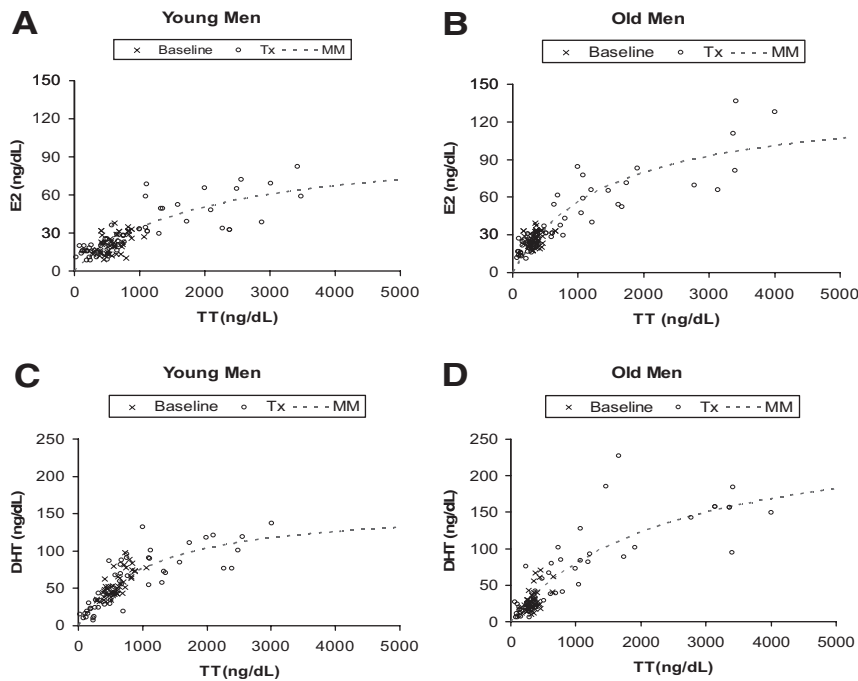 A
Young Men
Baseline Tx MM
150
120
90
60
30
0
E2 (ng/dL)
0 1000 2000 3000 4000 5000
TT(ng/dL)
B
Old Men
Baseline Tx MM
150
120
90
60
30
0
E2 (ng/dL)
0 1000 2000 3000 4000 5000
TT (ng/dL)
C
Young Men
Baseline Tx MM
250
200
150
100
50
0
DHT (ng/dL)
0 1000 2000 3000 4000 5000
TT(ng/dL)
D
Old Men
Baseline Tx MM
250
200
150
100
50
0
DHT (ng/dL)
0 1000 2000 3000 4000 5000
TT(ng/dL)